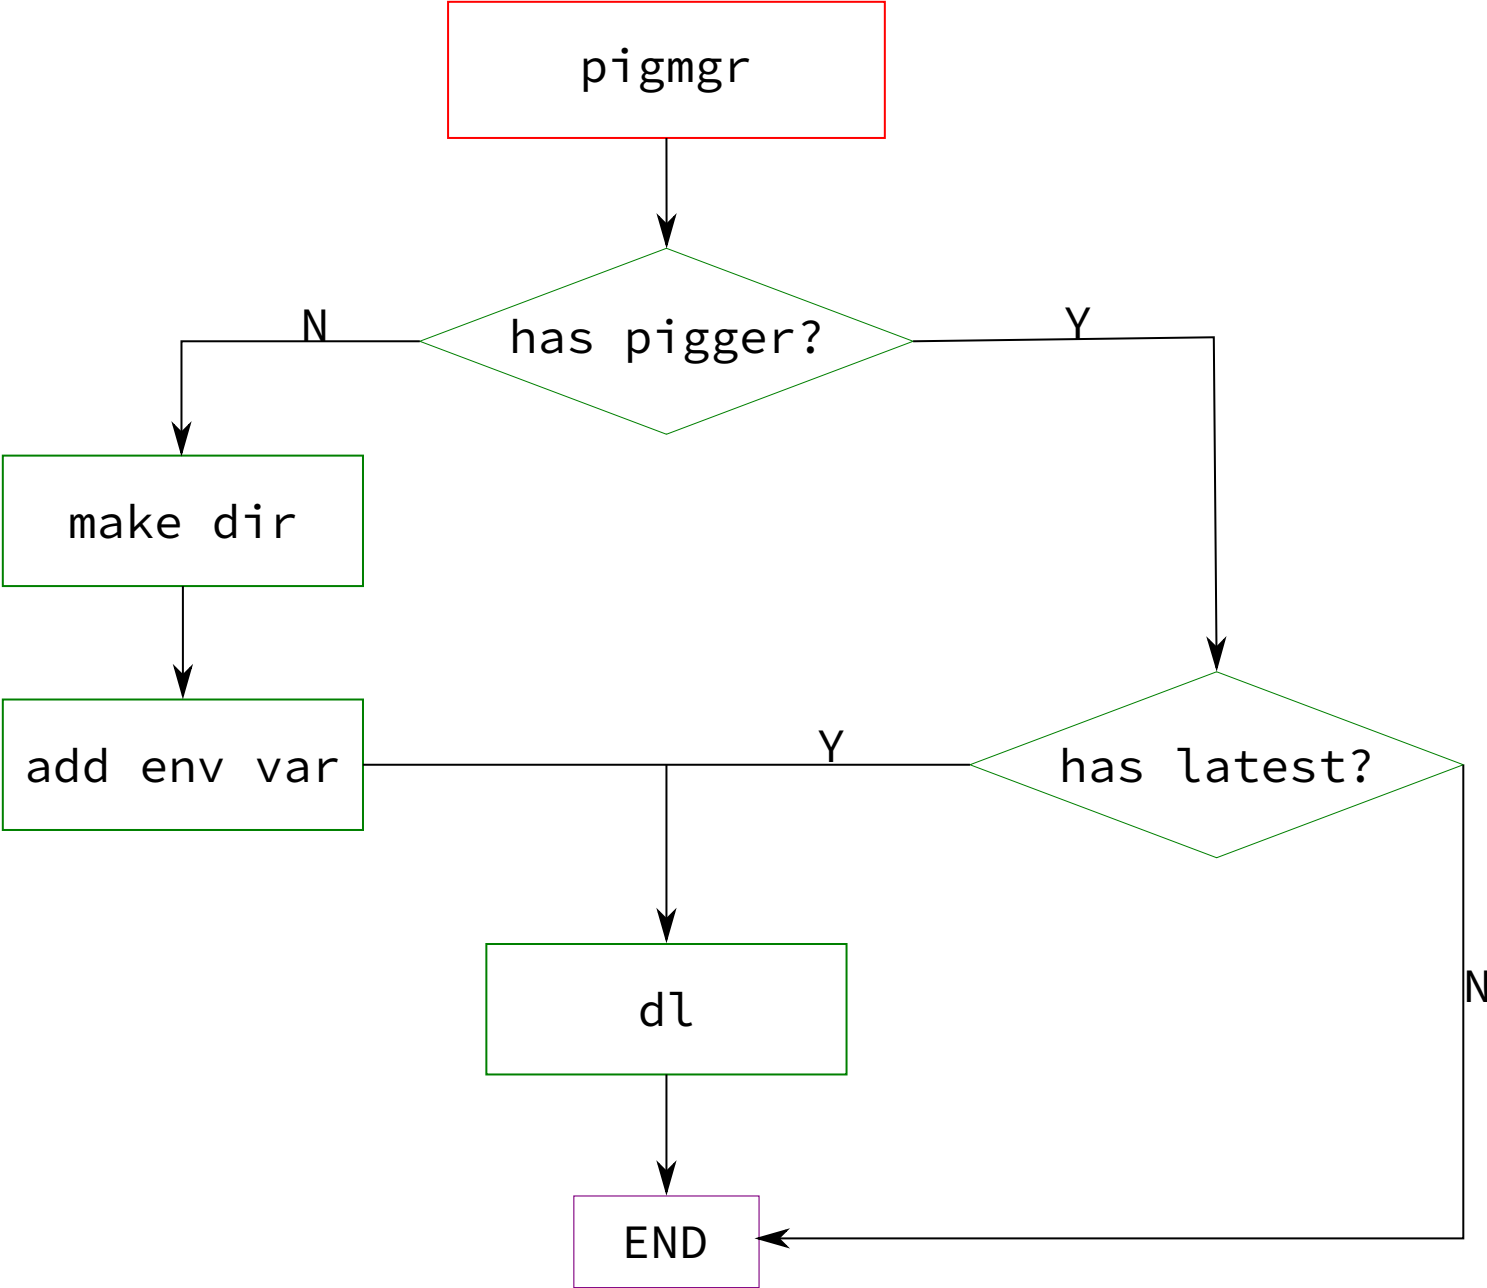 pigmgr
N
has pigger?
Y
make dir
add env var
Y
has latest?
N
dl
END